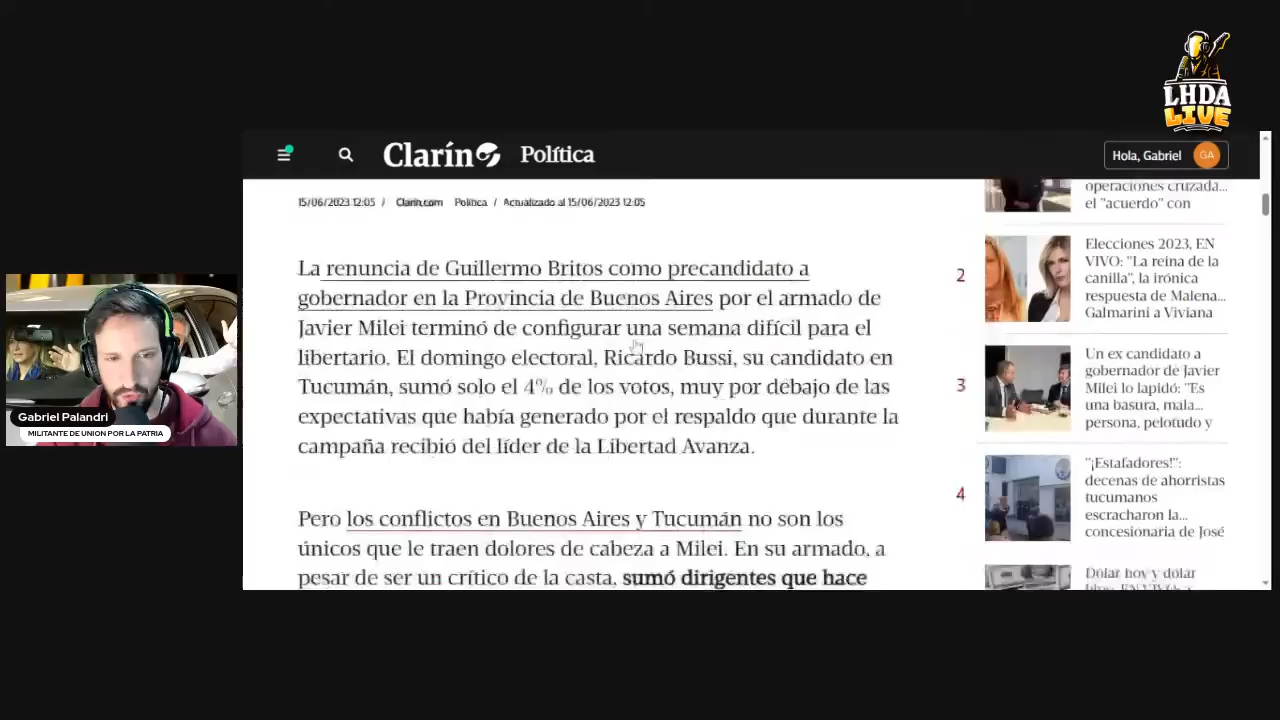 LHDA
LIVE
Clarín
Política
Hola, Gabriel
GA
15/06/2023 12:05 / Clarín.com Política / Actualizado al 15/06/2023 12:05
La renuncia de Guillermo Britos como precandidato a
gobernador en la Provincia de Buenos Aires por el armado de
Javier Milei terminó de configurar una semana difícil para el
libertario. El domingo electoral, Ricardo Bussi, su candidato en
Tucumán, sumó solo el 4% de los votos, muy por debajo de las
expectativas que había generado por el respaldo que durante la
campaña recibió del líder de la Libertad Avanza.
Pero los conflictos en Buenos Aires y Tucumán no son los
únicos que le traen dolores de cabeza a Milei. En su armado, a
pesar de ser un crítico de la casta, sumó dirigentes que hace
operaciones cruzada...
el "acuerdo" con
2
Elecciones 2023, EN
VIVO: "La reina de la
canilla", la irónica
respuesta de Malena...
Galmarini a Viviana
3
Un ex candidato a
gobernador de Javier
Milei lo lapidó: "Es
una basura, mala...
persona, pelotudo y
4
"¡Estafadores!":
decenas de ahorristas
tucumanos
escracharon la...
concesionaria de José
Dólar hoy y dólar
Gabriel Palandri
MILITANTE DE UNION POR LA PATRIA